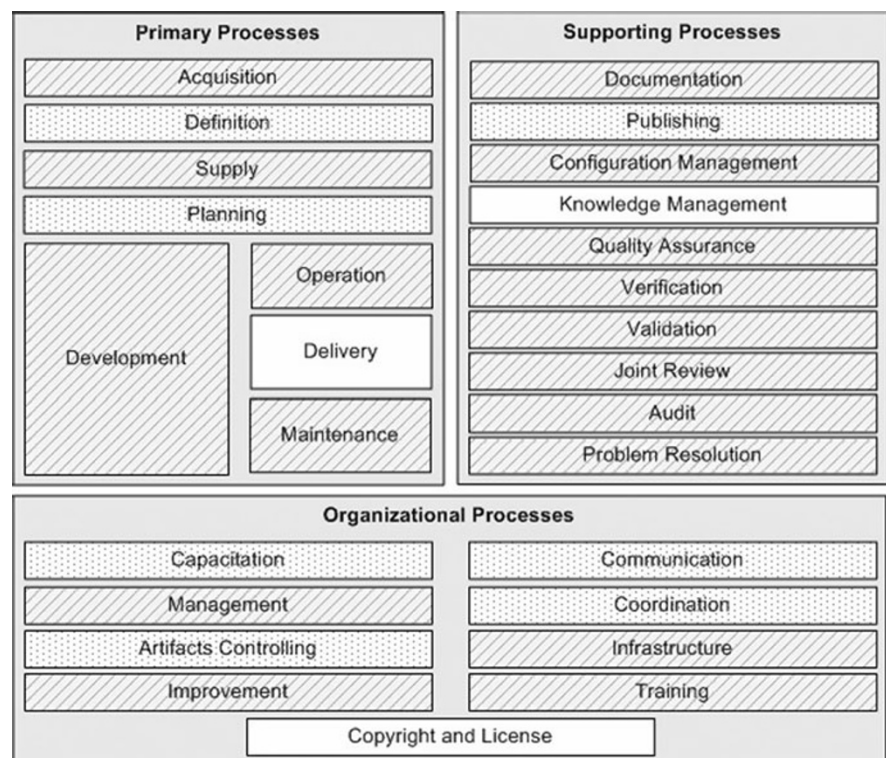 Primary Processes
Acquisition
Definition
Supply
Planning
Development
Operation
Delivery
Maintenance
Supporting Processes
Documentation
Publishing
Configuration Management
Knowledge Management
Quality Assurance
Verification
Validation
Joint Review
Audit
Problem Resolution
Organizational Processes
Capacitation
Management
Artifacts Controlling
Improvement
Communication
Coordination
Infrastructure
Training
Copyright and License